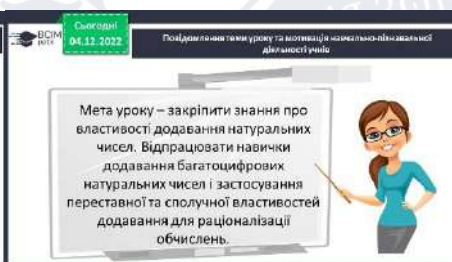 ВСІМ
Сьогодні
04.12.2022
Повідомлення теми уроку та мотивація навчально-пізнавальної
діяльності учнів
Мета уроку – закріпити знання про
властивості додавання натуральних
чисел. Відпрацювати навички
додавання багатоцифрових
натуральних чисел і застосування
переставної та сполучної властивостей
додавання для раціоналізації
обчислень.